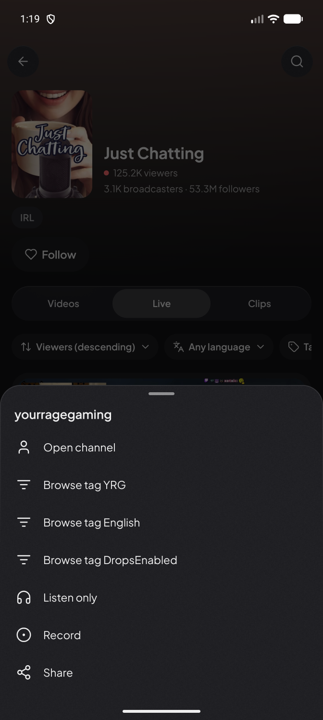 1:19
Just
Chatting
Just Chatting
125.2K viewers
3.1K broadcasters · 53.3M followers
IRL
Follow
Videos
Live
Clips
Viewers (descending)
Any language
Ta
yourragegaming
Open channel
Browse tag YRG
Browse tag English
Browse tag DropsEnabled
Listen only
Record
Share